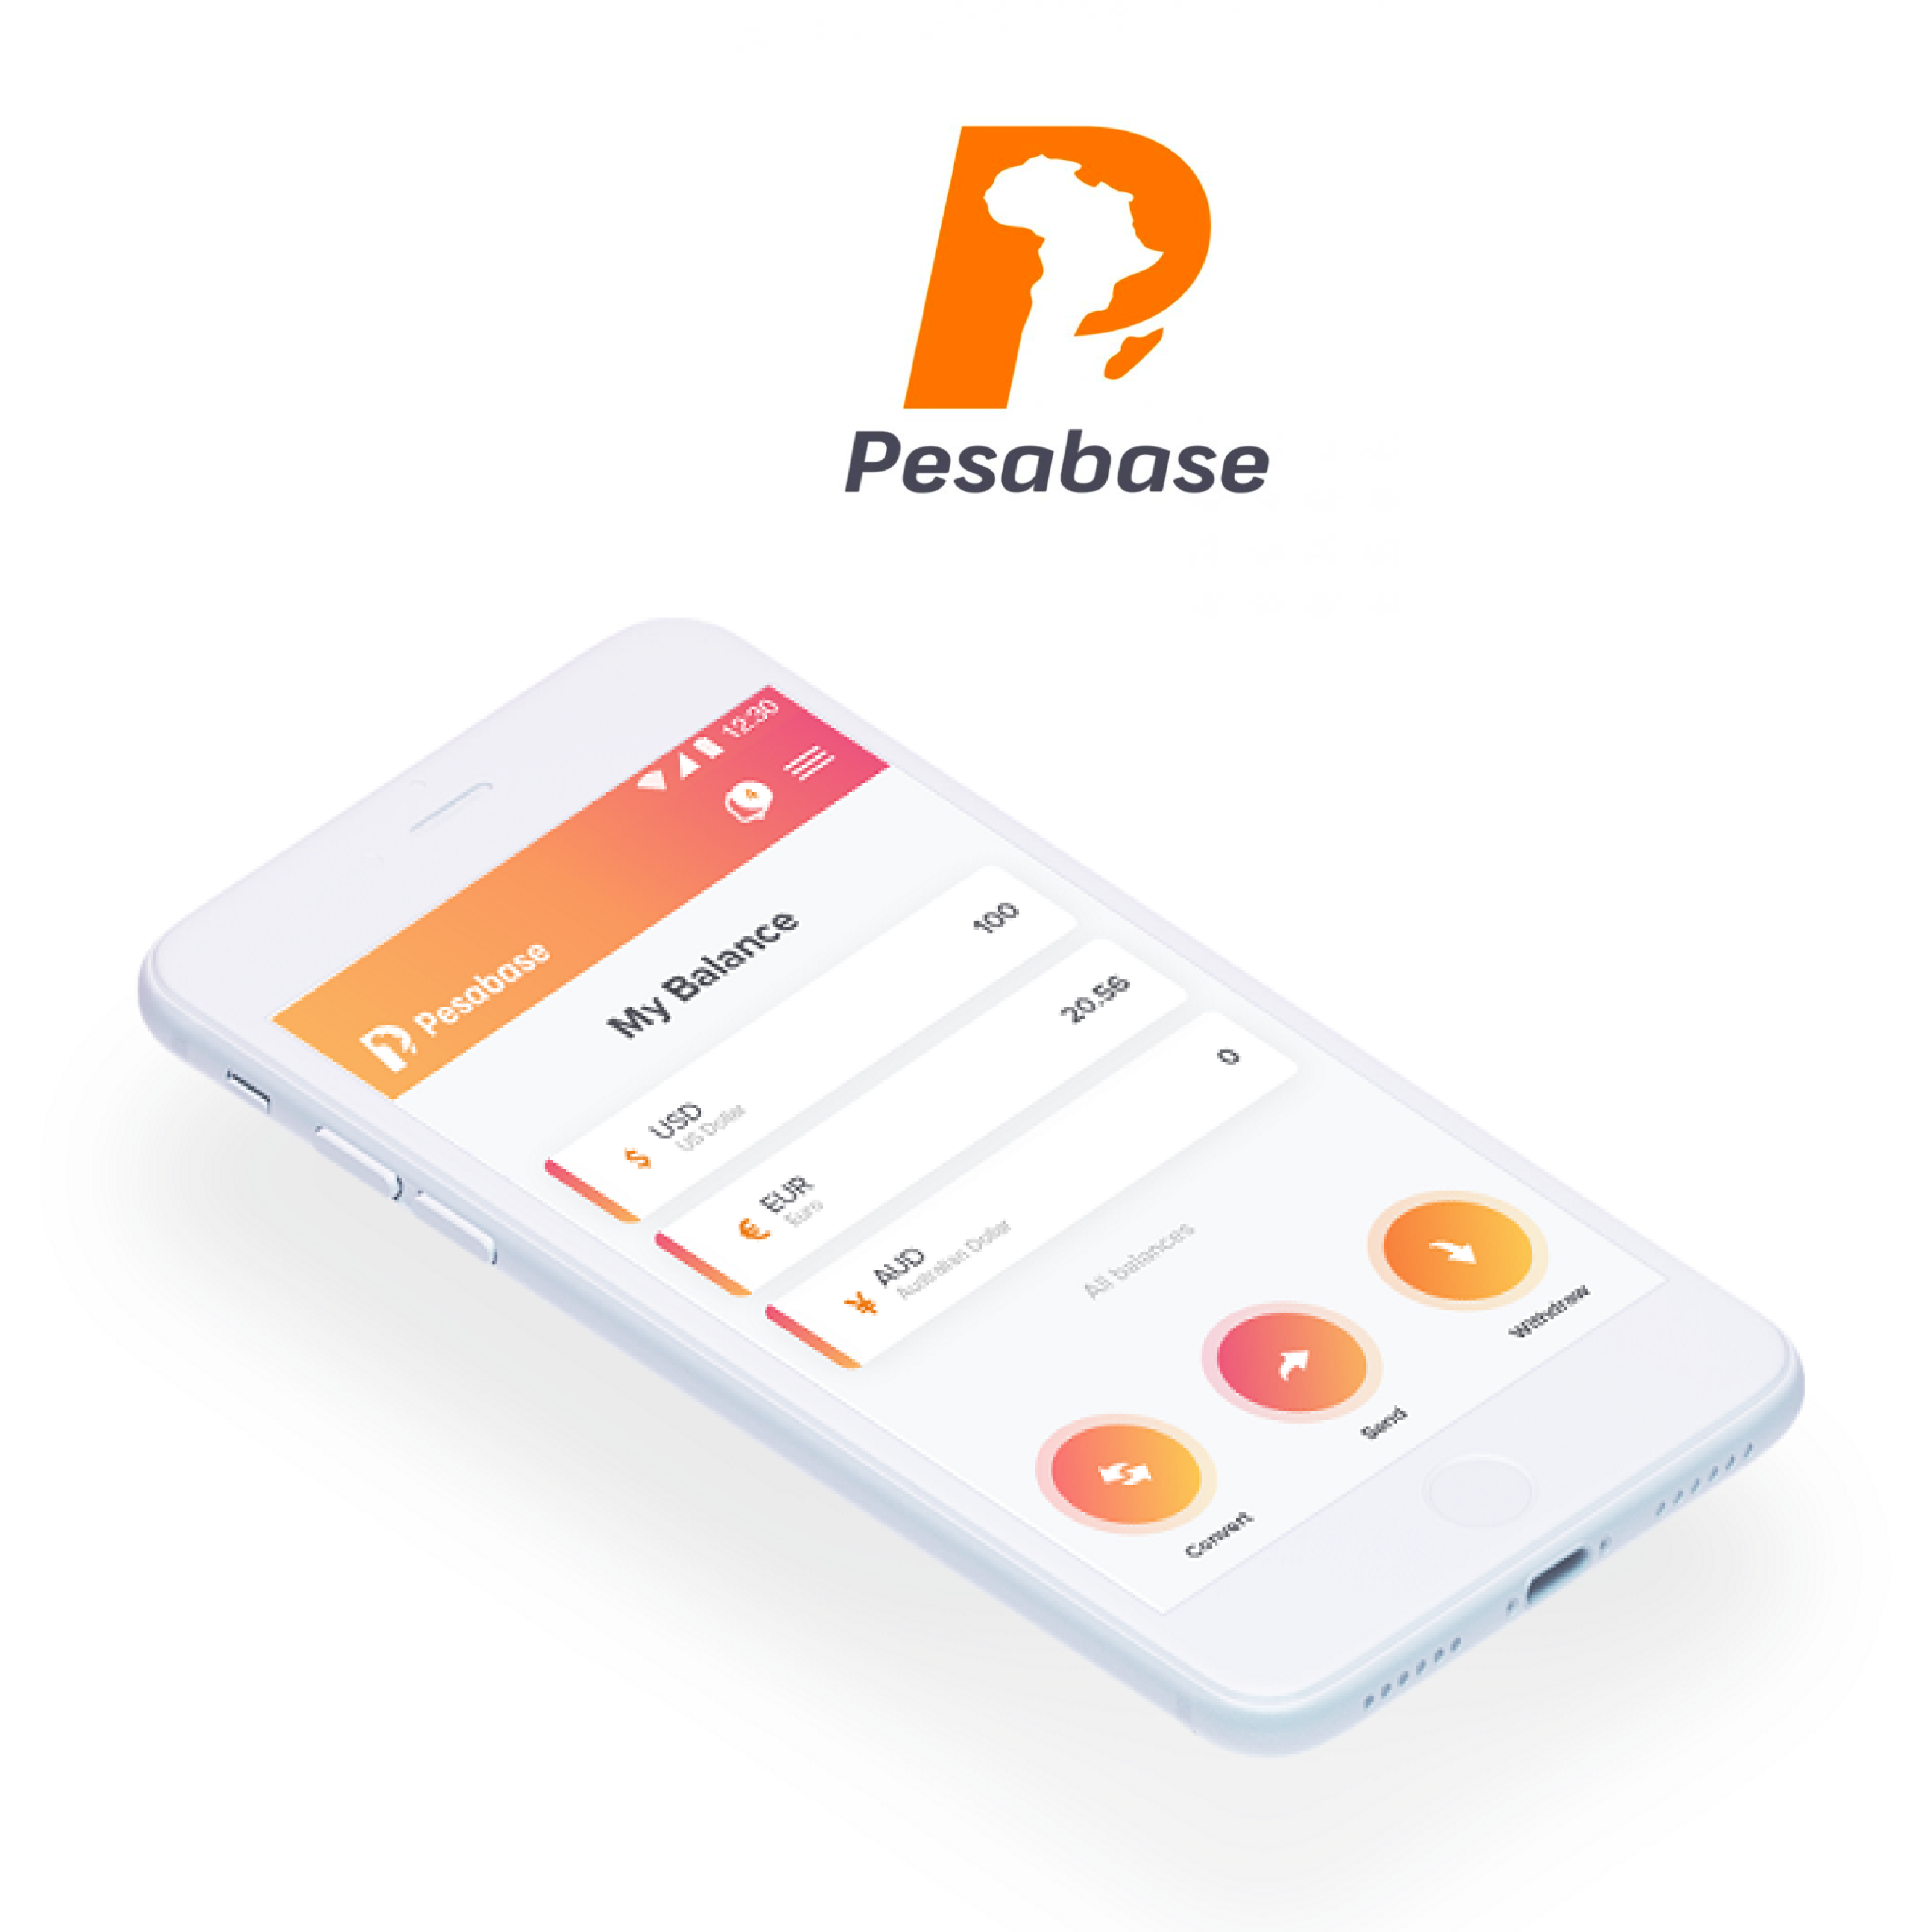 Pesabase
12:30
Pesabase
My Balance
$ USD 100
US Dollar
€ EUR 20,56
Euro
¥ AUD 0
Australian Dollar
All balances
Convert
Send
Withdraw